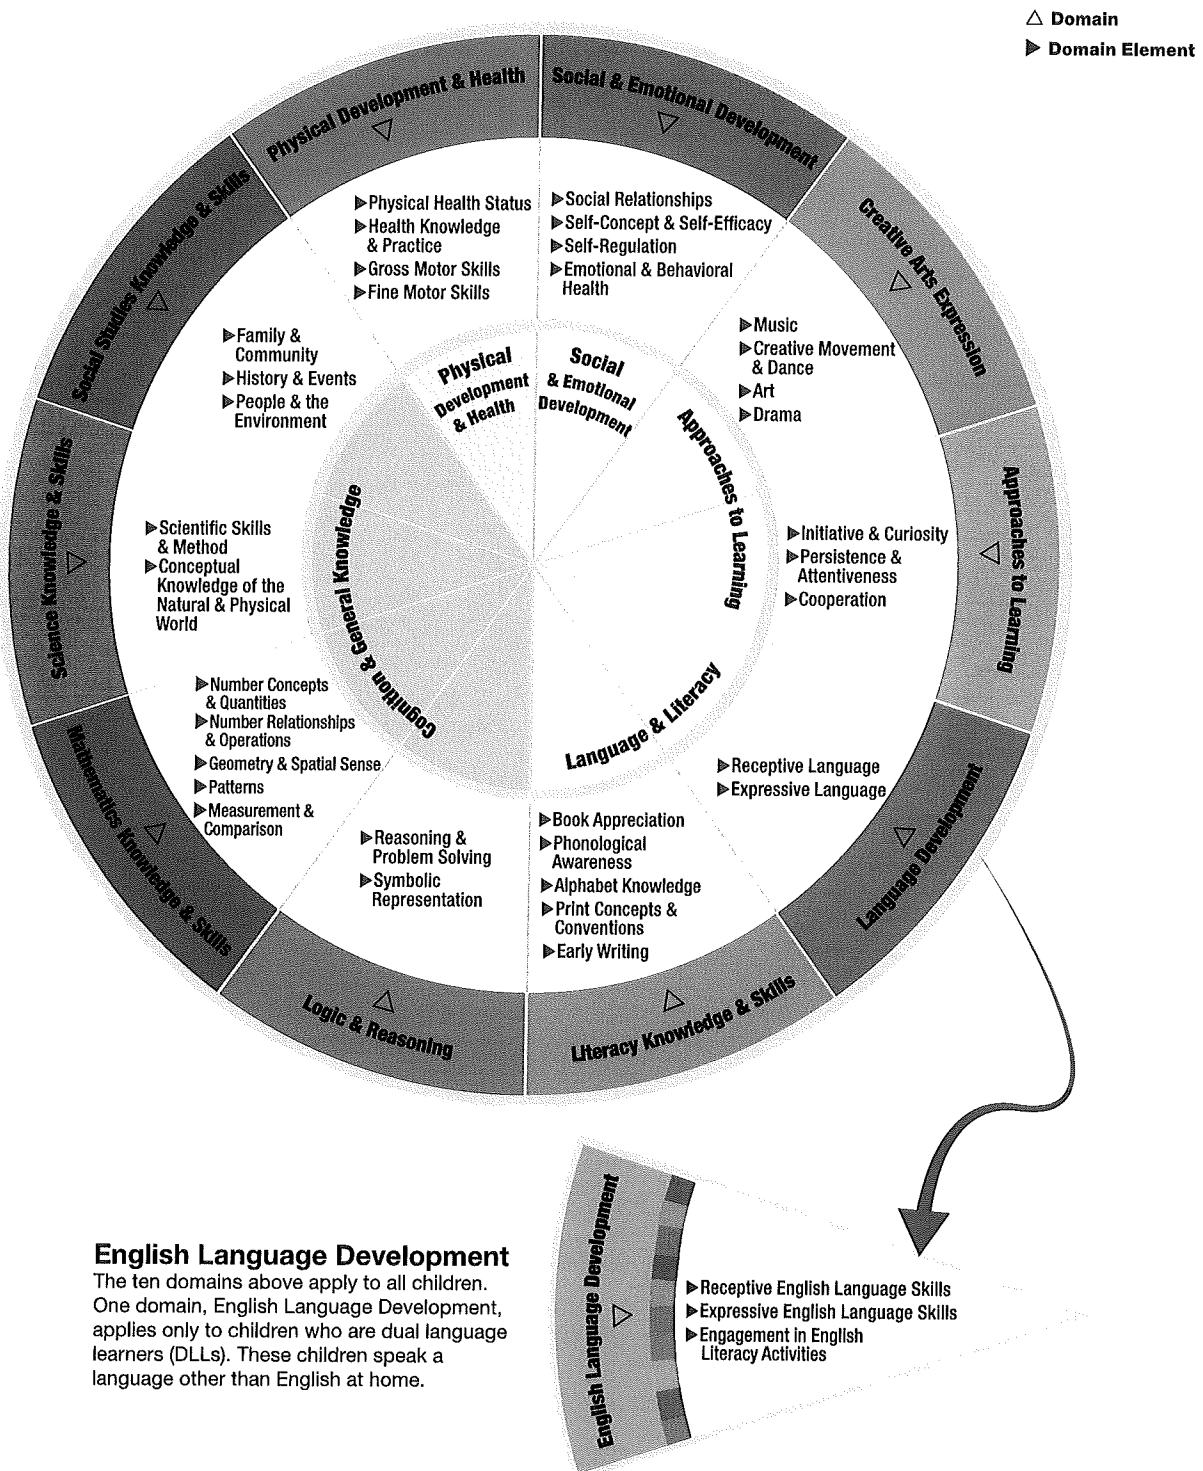 △ Domain
▶ Domain Element
Physical Development & Health
Social & Emotional Development
Creative Arts Expression
Approaches to Learning
Language Development
Literacy Knowledge & Skills
Logic & Reasoning
Mathematics Knowledge & Skills
Science Knowledge & Skills
Social Studies Knowledge & Skills
▶Physical Health Status
▶Health Knowledge
& Practice
▶Gross Motor Skills
▶Fine Motor Skills
▶Social Relationships
▶Self-Concept & Self-Efficacy
▶Self-Regulation
▶Emotional & Behavioral
Health
▶Music
▶Creative Movement
& Dance
▶Art
▶Drama
▶Initiative & Curiosity
▶Persistence &
Attentiveness
▶Cooperation
▶Receptive Language
▶Expressive Language
▶Book Appreciation
▶Phonological
Awareness
▶Alphabet Knowledge
▶Print Concepts &
Conventions
▶Early Writing
▶Reasoning &
Problem Solving
▶Symbolic
Representation
▶Number Concepts
& Quantities
▶Number Relationships
& Operations
▶Geometry & Spatial Sense
▶Patterns
▶Measurement &
Comparison
▶Scientific Skills
& Method
▶Conceptual
Knowledge of the
Natural & Physical
World
▶Family &
Community
▶History & Events
▶People & the
Environment
Physical
Development
& Health
Social
& Emotional
Development
Approaches to Learning
Language & Literacy
Cognition & General Knowledge
English Language Development
The ten domains above apply to all children.
One domain, English Language Development,
applies only to children who are dual language
learners (DLLs). These children speak a
language other than English at home.
English Language Development
▶Receptive English Language Skills
▶Expressive English Language Skills
▶Engagement in English
Literacy Activities